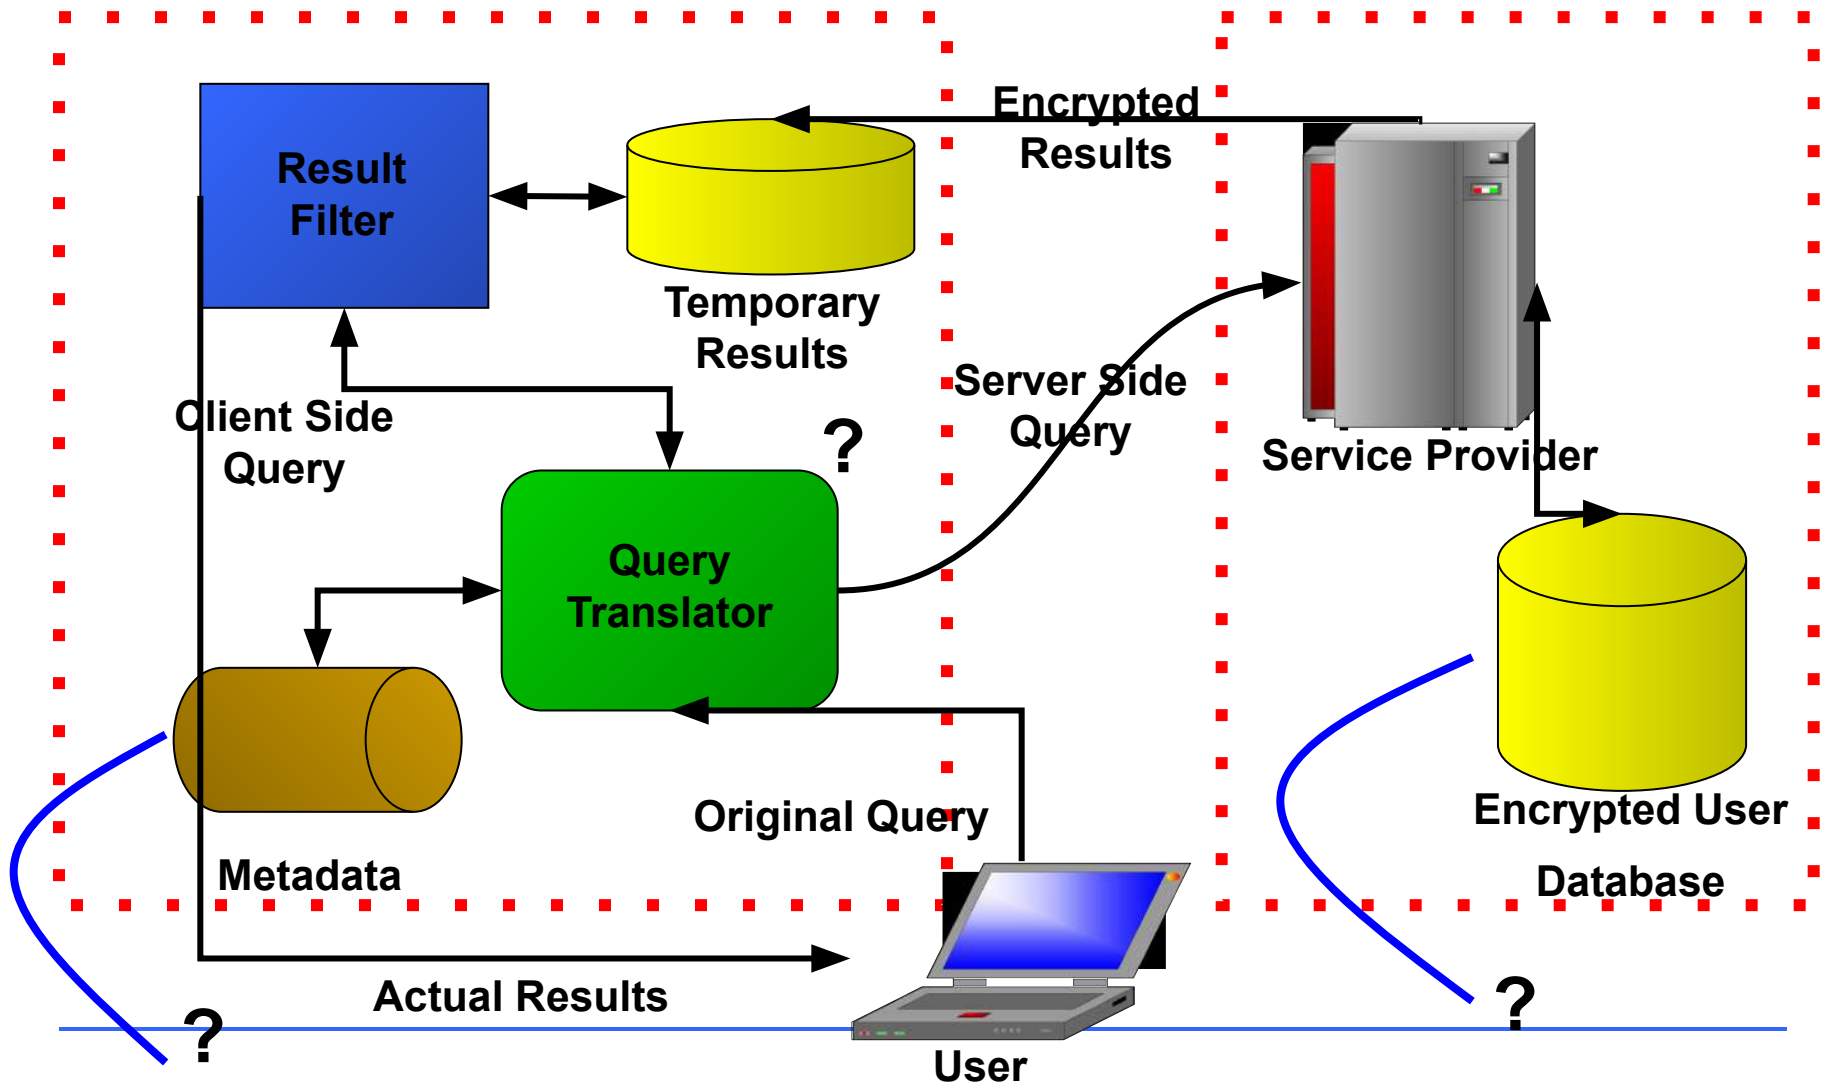 Encrypted
Results
Result
Filter
Temporary
Results
Server Side
Query
Client Side
Query
?
Service Provider
Query
Translator
Original Query
Encrypted User
Database
Metadata
Actual Results
?
?
User